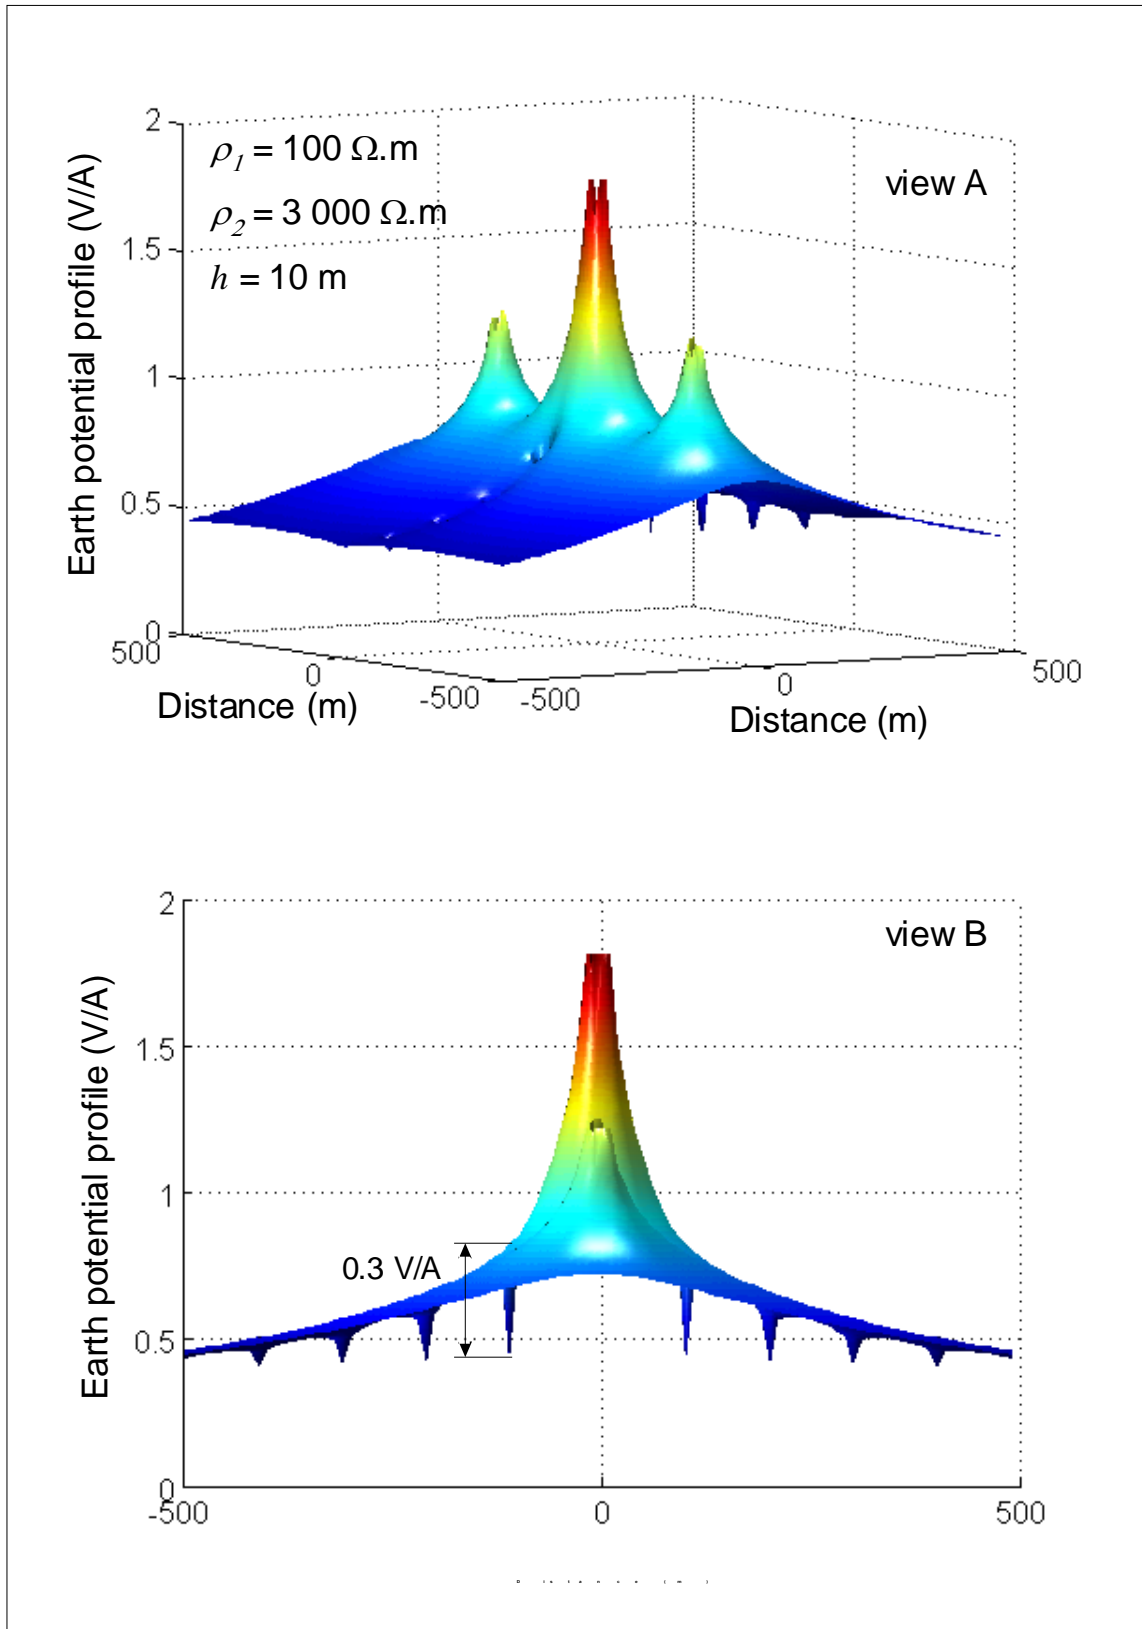 2
ρ1 = 100 Ω.m
view A
ρ2 = 3 000 Ω.m
1.5
h = 10 m
Earth potential profile (V/A)
1
0.5
0
500
0
-500
-500
0
500
Distance (m)
Distance (m)
2
view B
1.5
Earth potential profile (V/A)
1
0.3 V/A
0.5
0
-500
0
500